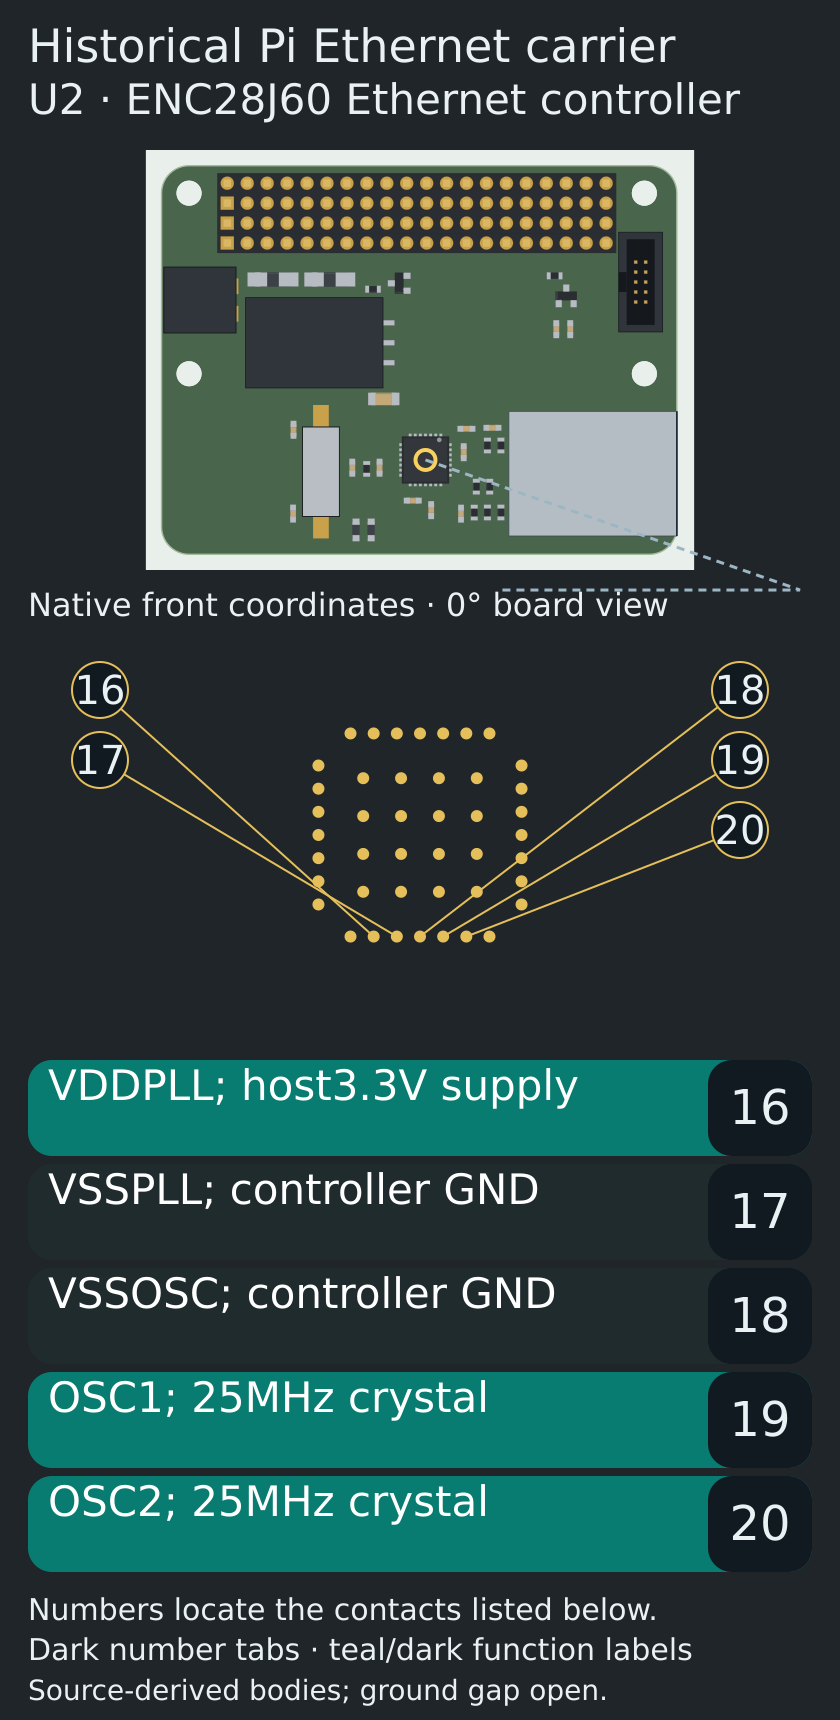 Historical Pi Ethernet carrier
U2 · ENC28J60 Ethernet controller
Native front coordinates · 0° board view
16
18
17
19
20
VDDPLL; host3.3V supply 16
VSSPLL; controller GND 17
VSSOSC; controller GND 18
OSC1; 25MHz crystal 19
OSC2; 25MHz crystal 20
Numbers locate the contacts listed below.
Dark number tabs · teal/dark function labels
Source-derived bodies; ground gap open.